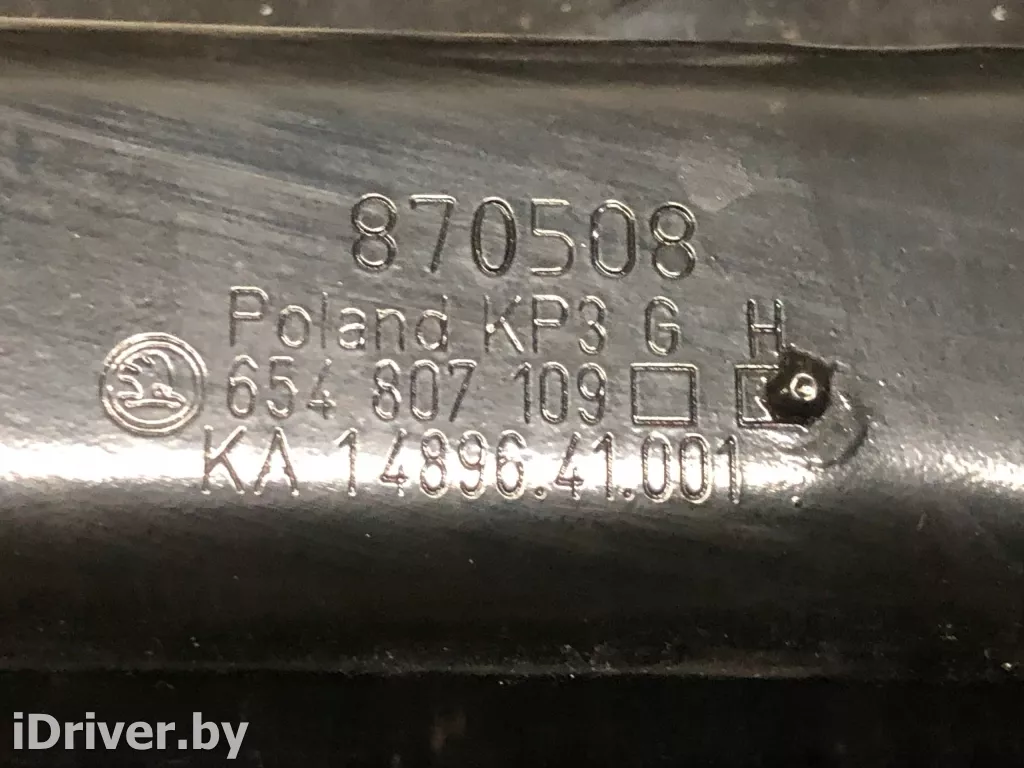 870508
Poland KP3 G H
654 807 109
KA 14896.41.001
iDriver.by